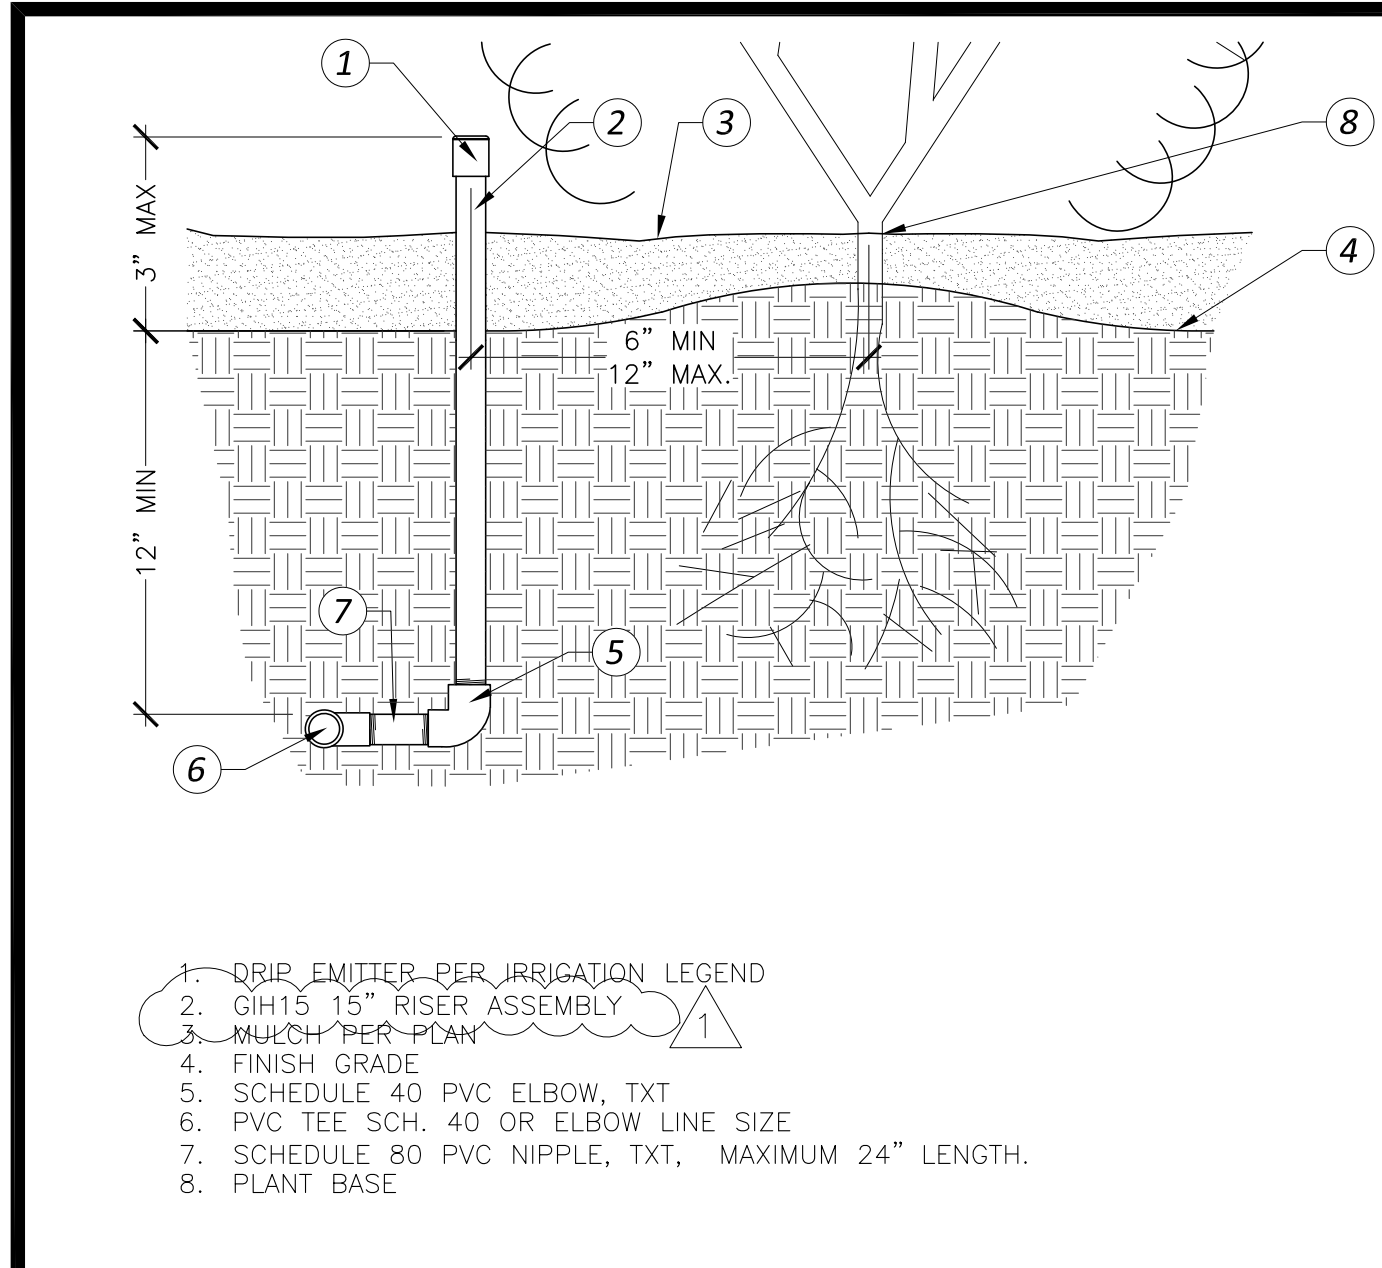 1
2
3
8
4
3” MAX
6” MIN
12” MAX.
12” MIN
7
5
6
1. DRIP EMITTER PER IRRIGATION LEGEND
2. GIH15 15” RISER ASSEMBLY
1
3. MULCH PER PLAN
4. FINISH GRADE
5. SCHEDULE 40 PVC ELBOW, TXT
6. PVC TEE SCH. 40 OR ELBOW LINE SIZE
7. SCHEDULE 80 PVC NIPPLE, TXT, MAXIMUM 24” LENGTH.
8. PLANT BASE